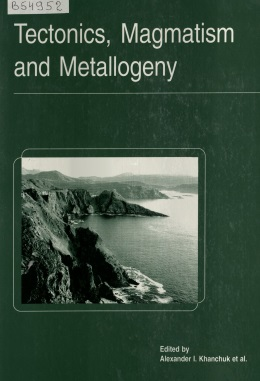 B54952
Tectonics, Magmatism
and Metallogeny
Edited by
Alexander I. Khanchuk et al.